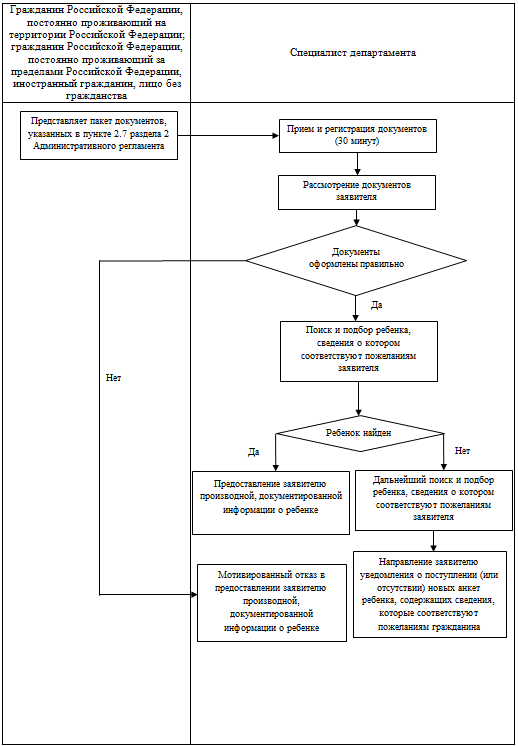 Гражданин Российской Федерации,
постоянно проживающий на
территории Российской Федерации;
гражданин Российской Федерации,
постоянно проживающий за
пределами Российской Федерации,
иностранный гражданин, лицо без
гражданства
Специалист департамента
Представляет пакет документов,
указанных в пункте 2.7 раздела 2
Административного регламента
Прием и регистрация документов
(30 минут)
Рассмотрение документов
заявителя
Документы
оформлены правильно
Да
Поиск и подбор ребенка,
сведения о котором
соответствуют пожеланиям
заявителя
Нет
Ребенок найден
Да
Нет
Предоставление заявителю
производной, документированной
информации о ребенке
Дальнейший поиск и подбор
ребенка, сведения о котором
соответствуют пожеланиям
заявителя
Мотивированный отказ в
предоставлении заявителю
производной,
документированной
информации о ребенке
Направление заявителю
уведомления о поступлении (или
отсутствии) новых анкет
ребенка, содержащих сведения,
которые соответствуют
пожеланиям гражданина